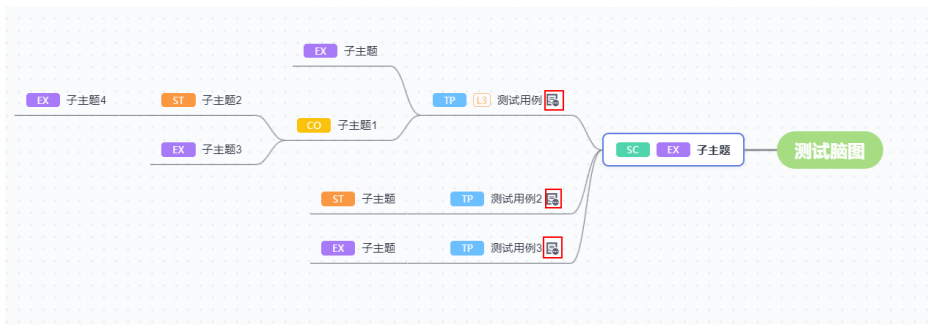 EX 子主题
EX 子主题4
ST 子主题2
TP L3 测试用例
CO 子主题1
EX 子主题3
SC EX 子主题
测试脑图
ST 子主题
TP 测试用例2
EX 子主题
TP 测试用例3